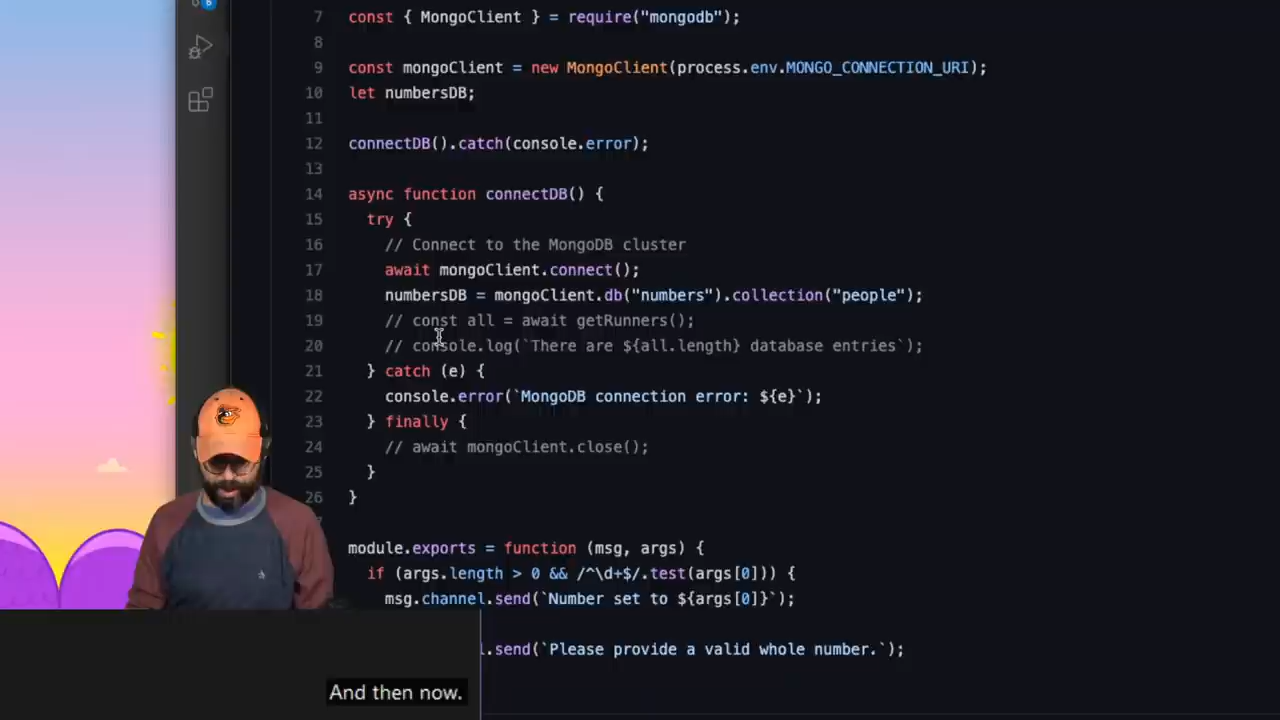 7 const { MongoClient } = require("mongodb");
8
9 const mongoClient = new MongoClient(process.env.MONGO_CONNECTION_URI);
10 let numbersDB;
11
12 connectDB().catch(console.error);
13
14 async function connectDB() {
15 try {
16 // Connect to the MongoDB cluster
17 await mongoClient.connect();
18 numbersDB = mongoClient.db("numbers").collection("people");
19 // const all = await getRunners();
20 // console.log(`There are ${all.length} database entries`);
21 } catch (e) {
22 console.error(`MongoDB connection error: ${e}`);
23 } finally {
24 // await mongoClient.close();
25 }
26 }
module.exports = function (msg, args) {
if (args.length > 0 && /^\d+$/.test(args[0])) {
msg.channel.send(`Number set to ${args[0]}`);
.send(`Please provide a valid whole number.`);
And then now.